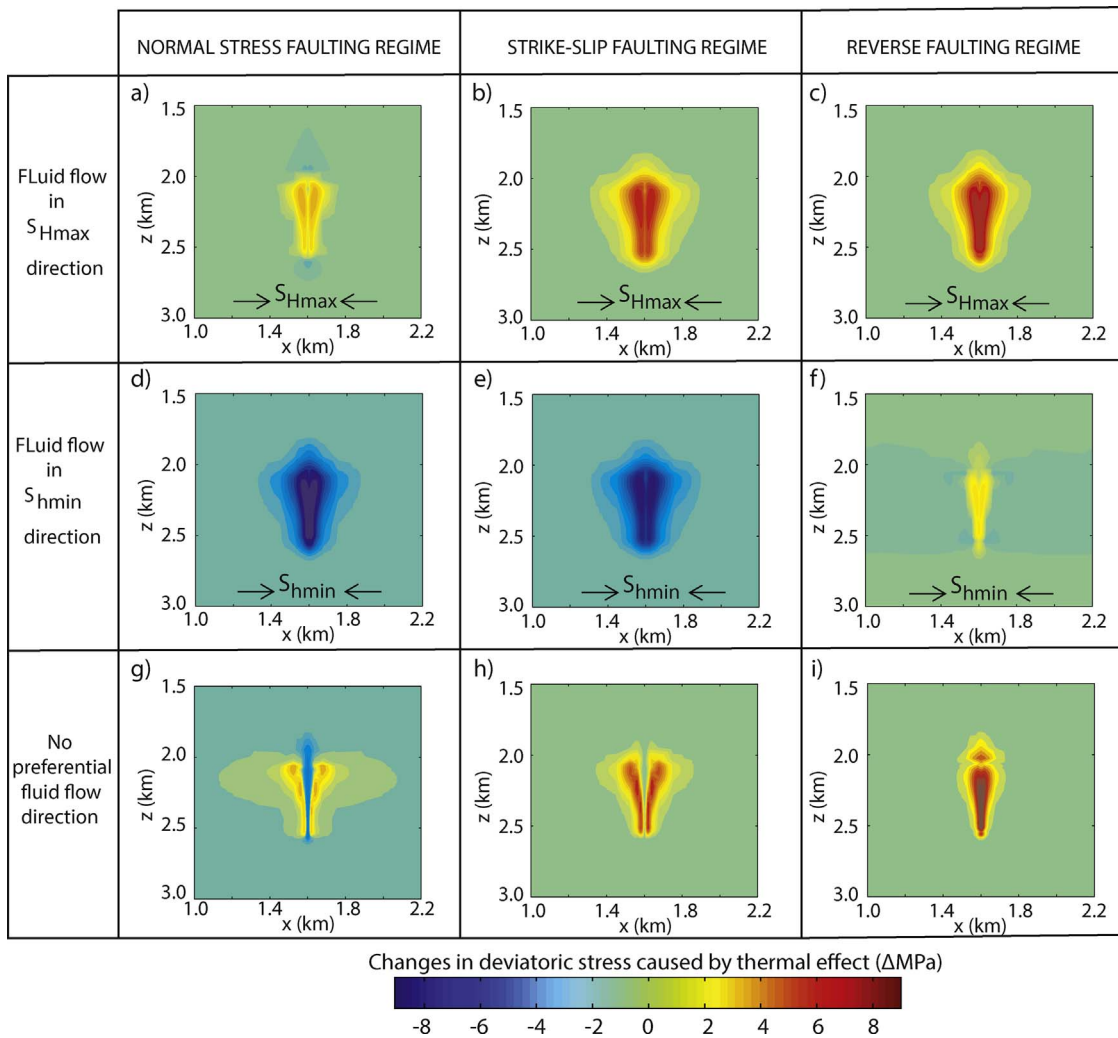 NORMAL STRESS FAULTING REGIME
STRIKE-SLIP FAULTING REGIME
REVERSE FAULTING REGIME
FLuid flow
in
SHmax
direction
a)
1.5
2.0
2.5
3.0
z (km)
SHmax
1.0 1.4 1.8 2.2
x (km)
b)
1.5
2.0
2.5
3.0
z (km)
SHmax
1.0 1.4 1.8 2.2
x (km)
c)
1.5
2.0
2.5
3.0
z (km)
SHmax
1.0 1.4 1.8 2.2
x (km)
FLuid flow
in
Shmin
direction
d)
1.5
2.0
2.5
3.0
z (km)
Shmin
1.0 1.4 1.8 2.2
x (km)
e)
1.5
2.0
2.5
3.0
z (km)
Shmin
1.0 1.4 1.8 2.2
x (km)
f)
1.5
2.0
2.5
3.0
z (km)
Shmin
1.0 1.4 1.8 2.2
x (km)
No
preferential
fluid flow
direction
g)
1.5
2.0
2.5
3.0
z (km)
1.0 1.4 1.8 2.2
x (km)
h)
1.5
2.0
2.5
3.0
z (km)
1.0 1.4 1.8 2.2
x (km)
i)
1.5
2.0
2.5
3.0
z (km)
1.0 1.4 1.8 2.2
x (km)
Changes in deviatoric stress caused by thermal effect (ΔMPa)
-8 -6 -4 -2 0 2 4 6 8